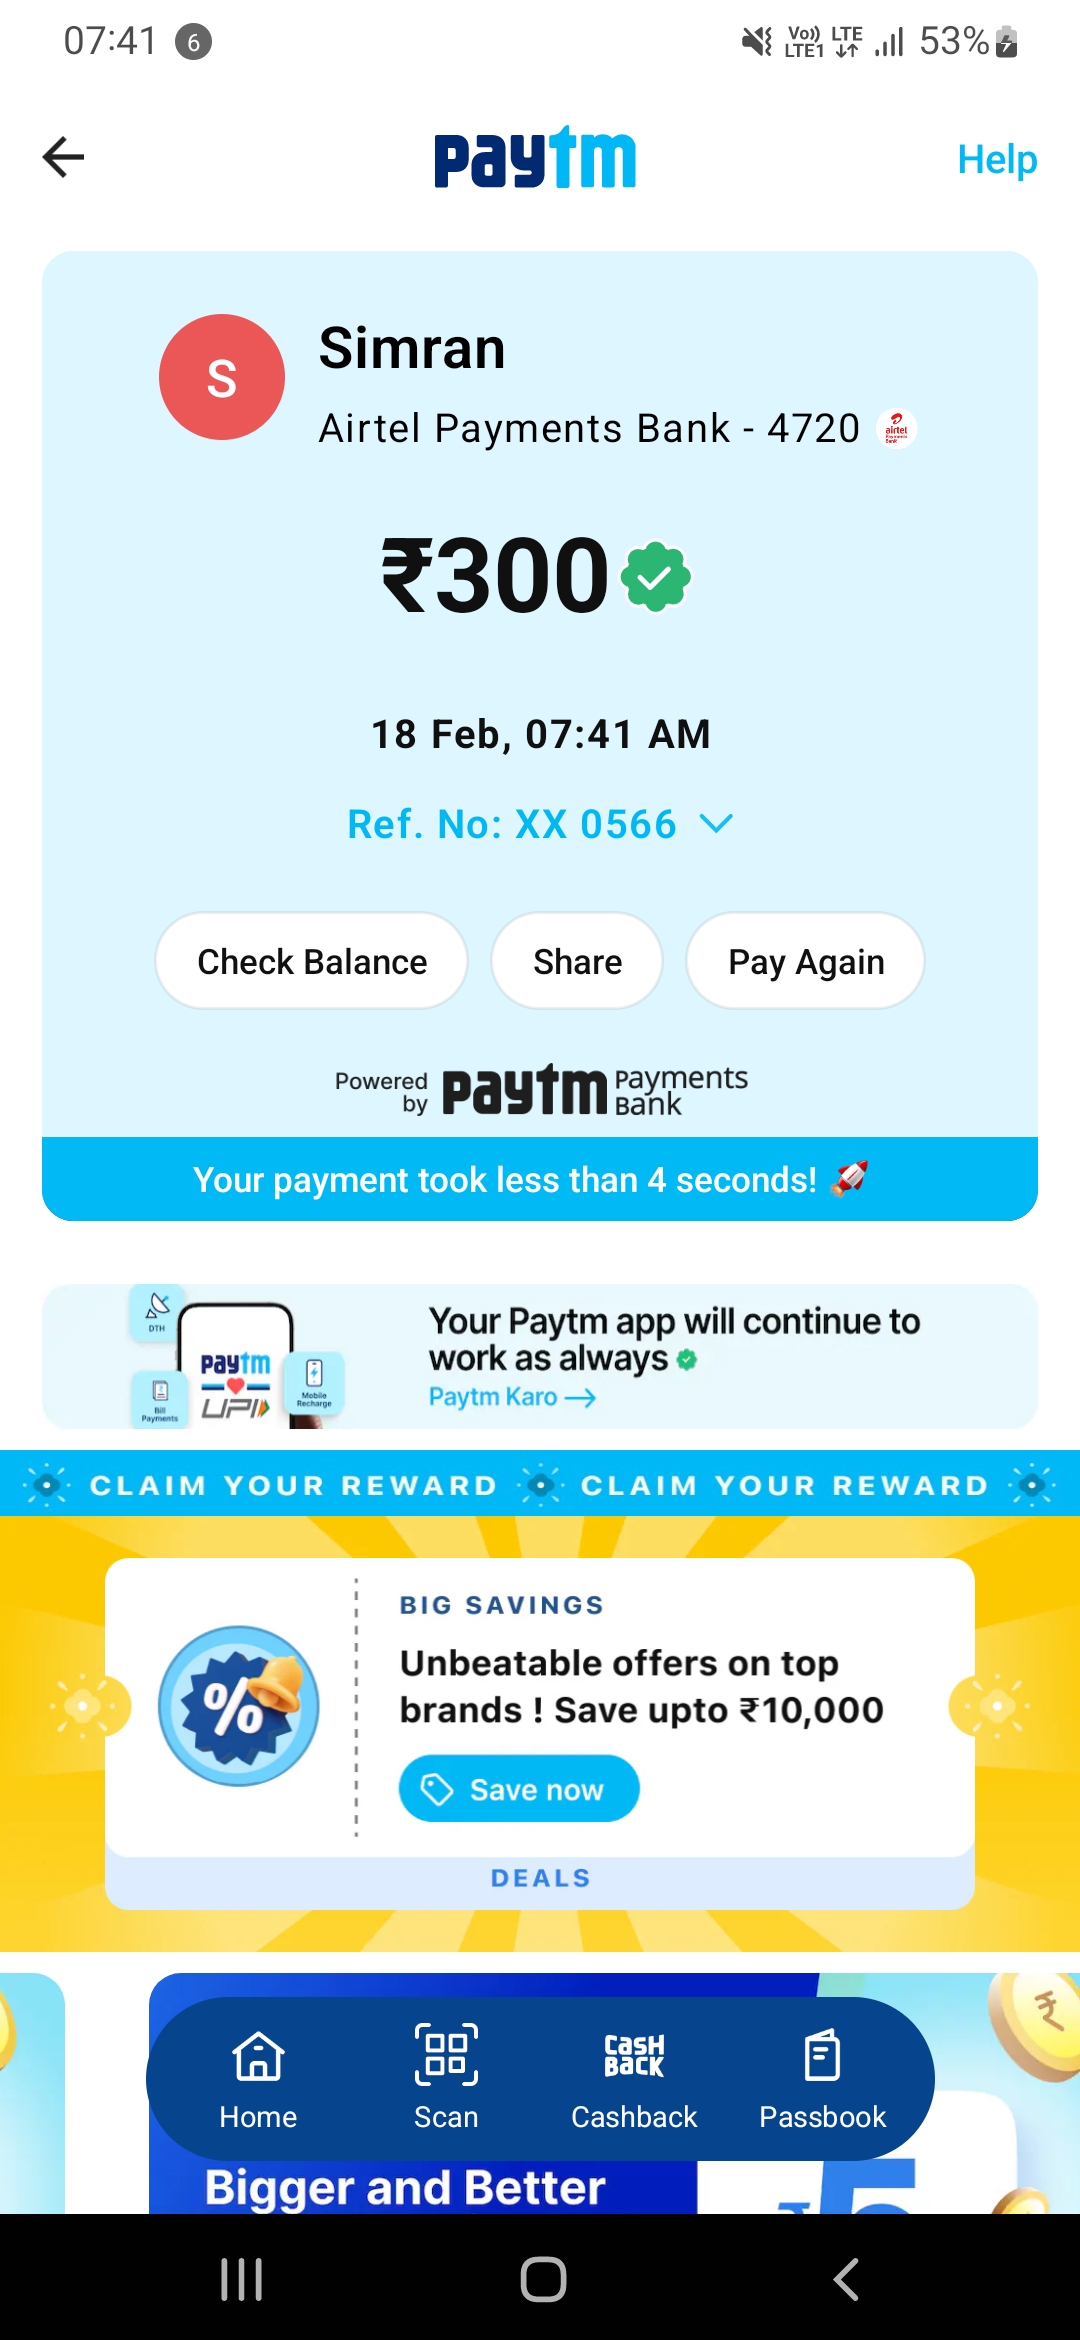 07:41 6 Vo)) LTE1 LTE 53%
paytm Help
S Simran
Airtel Payments Bank - 4720 airtel Payments Bank
₹300
18 Feb, 07:41 AM
Ref. No: XX 0566
Check Balance Share Pay Again
Powered by paytm Payments Bank
Your payment took less than 4 seconds! 🚀
DTH
paytm
UPI
Bill Payments
Mobile Recharge
Your Paytm app will continue to
work as always
Paytm Karo →
CLAIM YOUR REWARD CLAIM YOUR REWARD
%
BIG SAVINGS
Unbeatable offers on top
brands ! Save upto ₹10,000
Save now
DEALS
₹
Home Scan CASH BACK Cashback Passbook
Bigger and Better
₹5